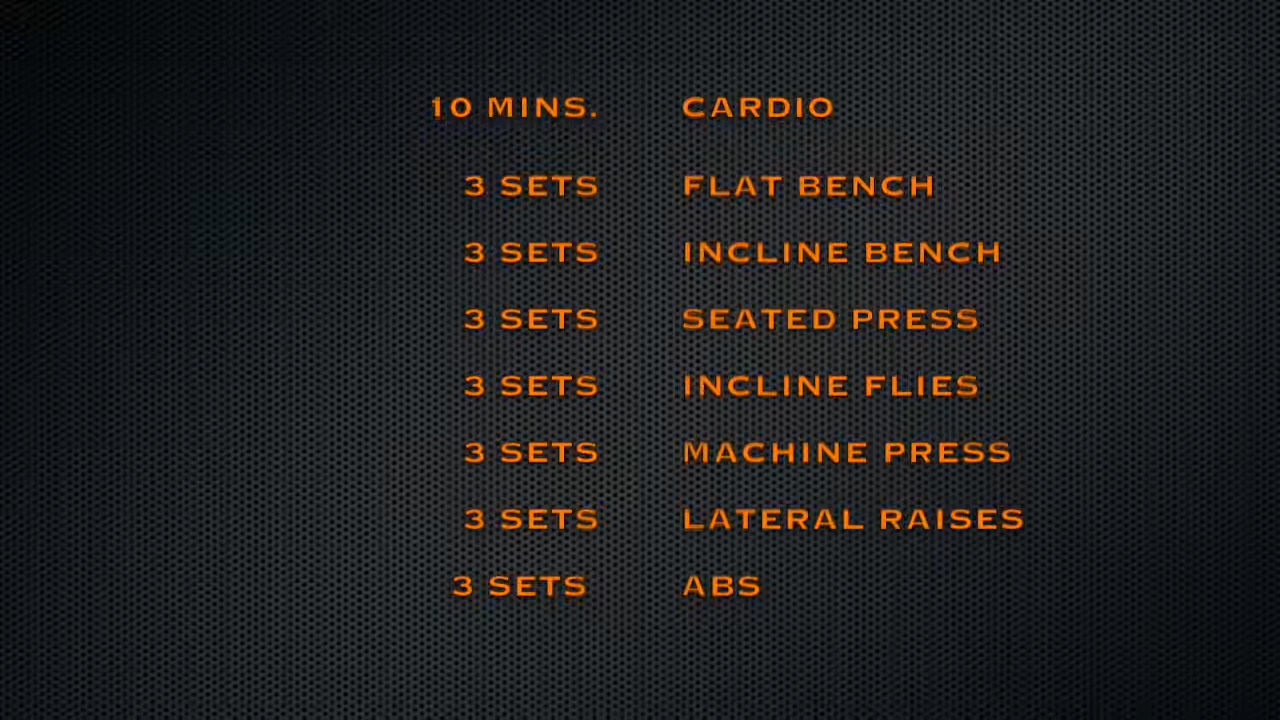 10 MINS. CARDIO
3 SETS FLAT BENCH
3 SETS INCLINE BENCH
3 SETS SEATED PRESS
3 SETS INCLINE FLIES
3 SETS MACHINE PRESS
3 SETS LATERAL RAISES
3 SETS ABS